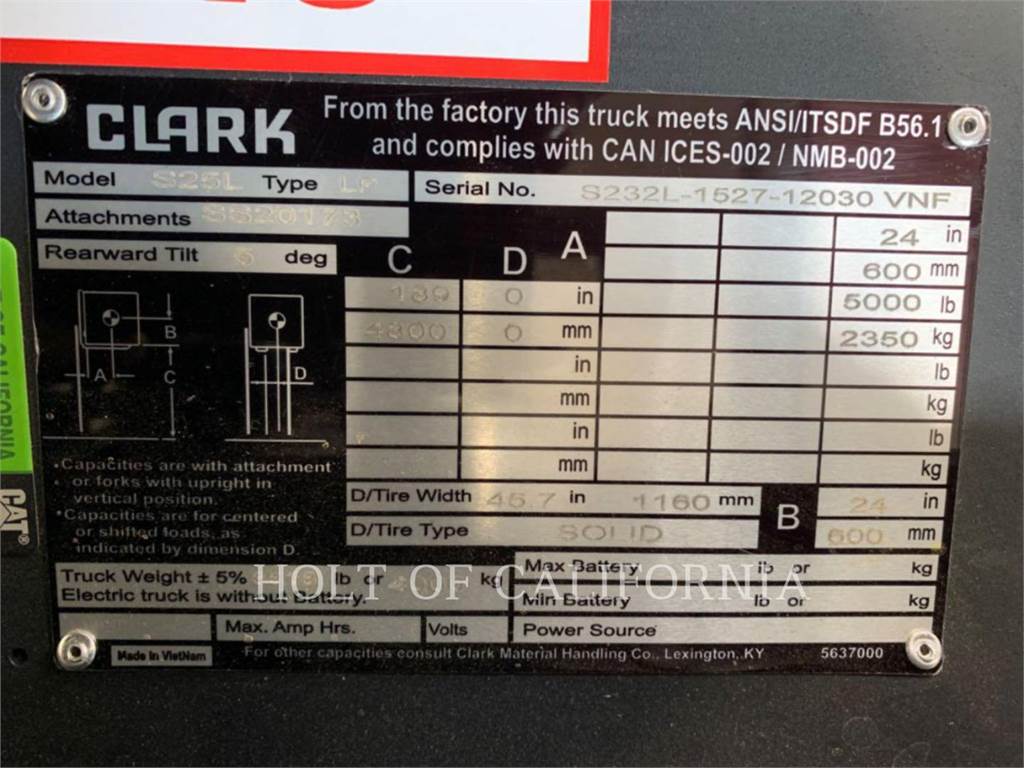 CLARK
From the factory this truck meets ANSI/ITSDF B56.1
and complies with CAN ICES-002 / NMB-002
Model S25L Type
Serial No. S232L-1527-12030 VNF
Attachments
Rearward Tilt deg
C D A
24 in
600 mm
189 0 in 5000 lb
4800 0 mm 2350 kg
in lb
mm kg
in lb
mm kg
B
A C
D
•Capacities are with attachment
or forks with upright in
vertical position.
•Capacities are for centered
or shifted loads, as
indicated by dimension D.
D/Tire Width 45.7 in 1160 mm
D/Tire Type SOLID
B 24 in
600 mm
Truck Weight ± 5% lb or kg
Electric truck is without Battery.
Max Battery lb or kg
Min Battery lb or kg
Max. Amp Hrs. Volts Power Source
Made in VietNam
For other capacities consult Clark Material Handling Co., Lexington, KY 5637000
HOLT OF CALIFORNIA
CALIFORNIA
CAT